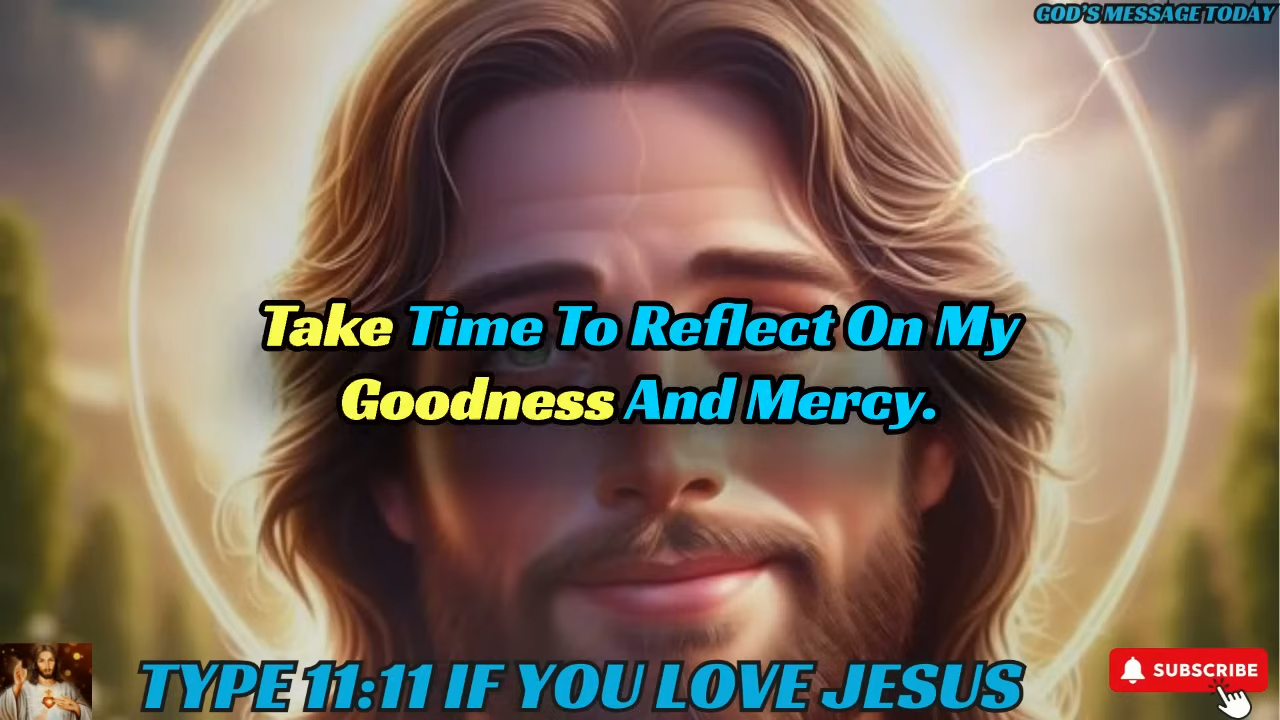 GOD'S MESSAGE TODAY
Take Time To Reflect On My
Goodness And Mercy.
TYPE 11:11 IF YOU LOVE JESUS
SUBSCRIBE